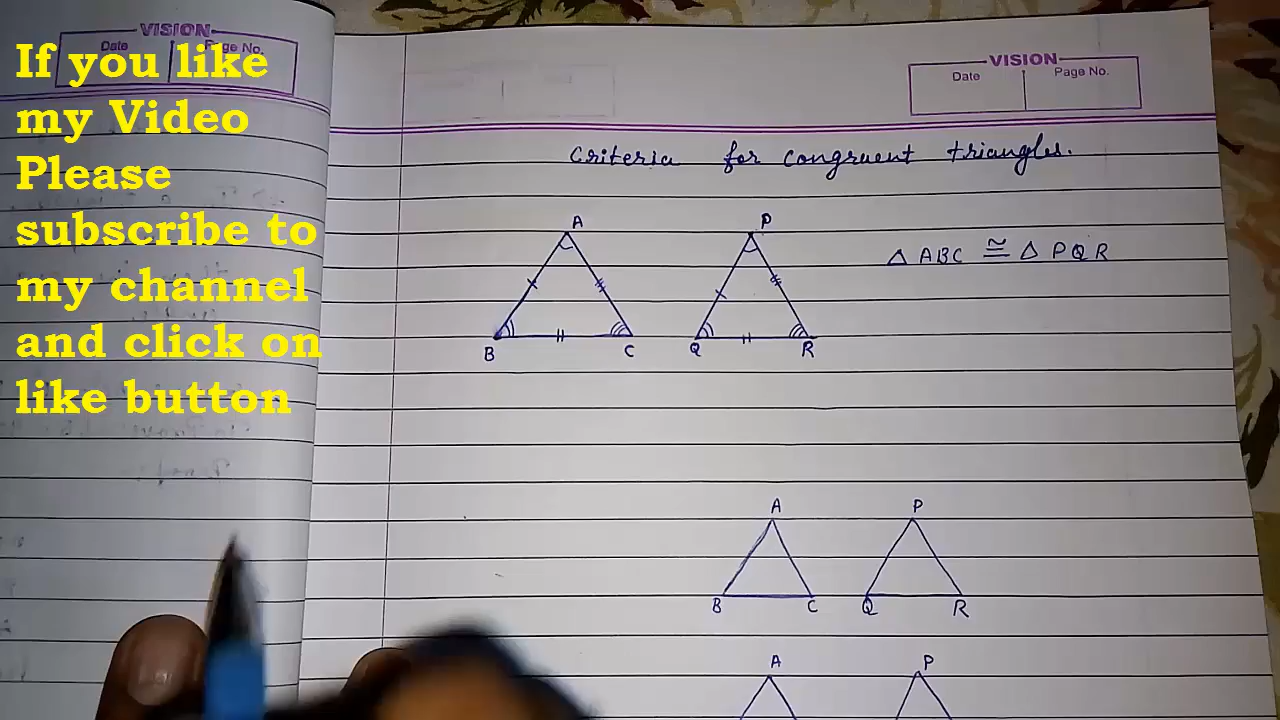 If you like
my Video
Please
subscribe to
my channel
and click on
like button
VISION
Date
Page No.
VISION
Date
Page No.
Criteria for congruent triangles.
A
P
△ ABC ≅ △ PQR
B
C
Q
R
A
P
B
C
Q
R
A
P